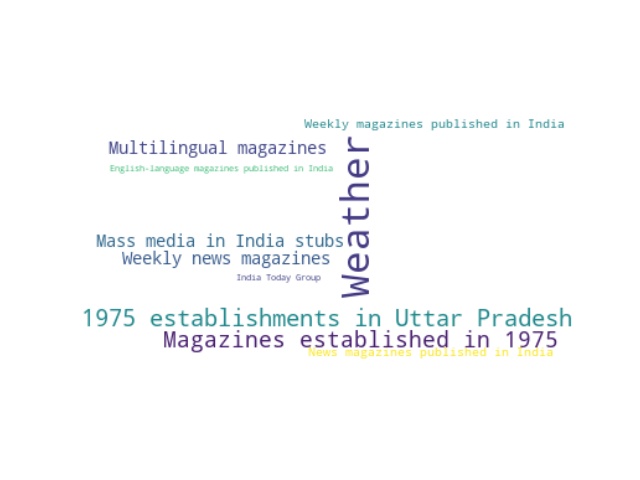 Weekly magazines published in India
Multilingual magazines
English-language magazines published in India
Weather
Mass media in India stubs
Weekly news magazines
India Today Group
1975 establishments in Uttar Pradesh
Magazines established in 1975
News magazines published in India